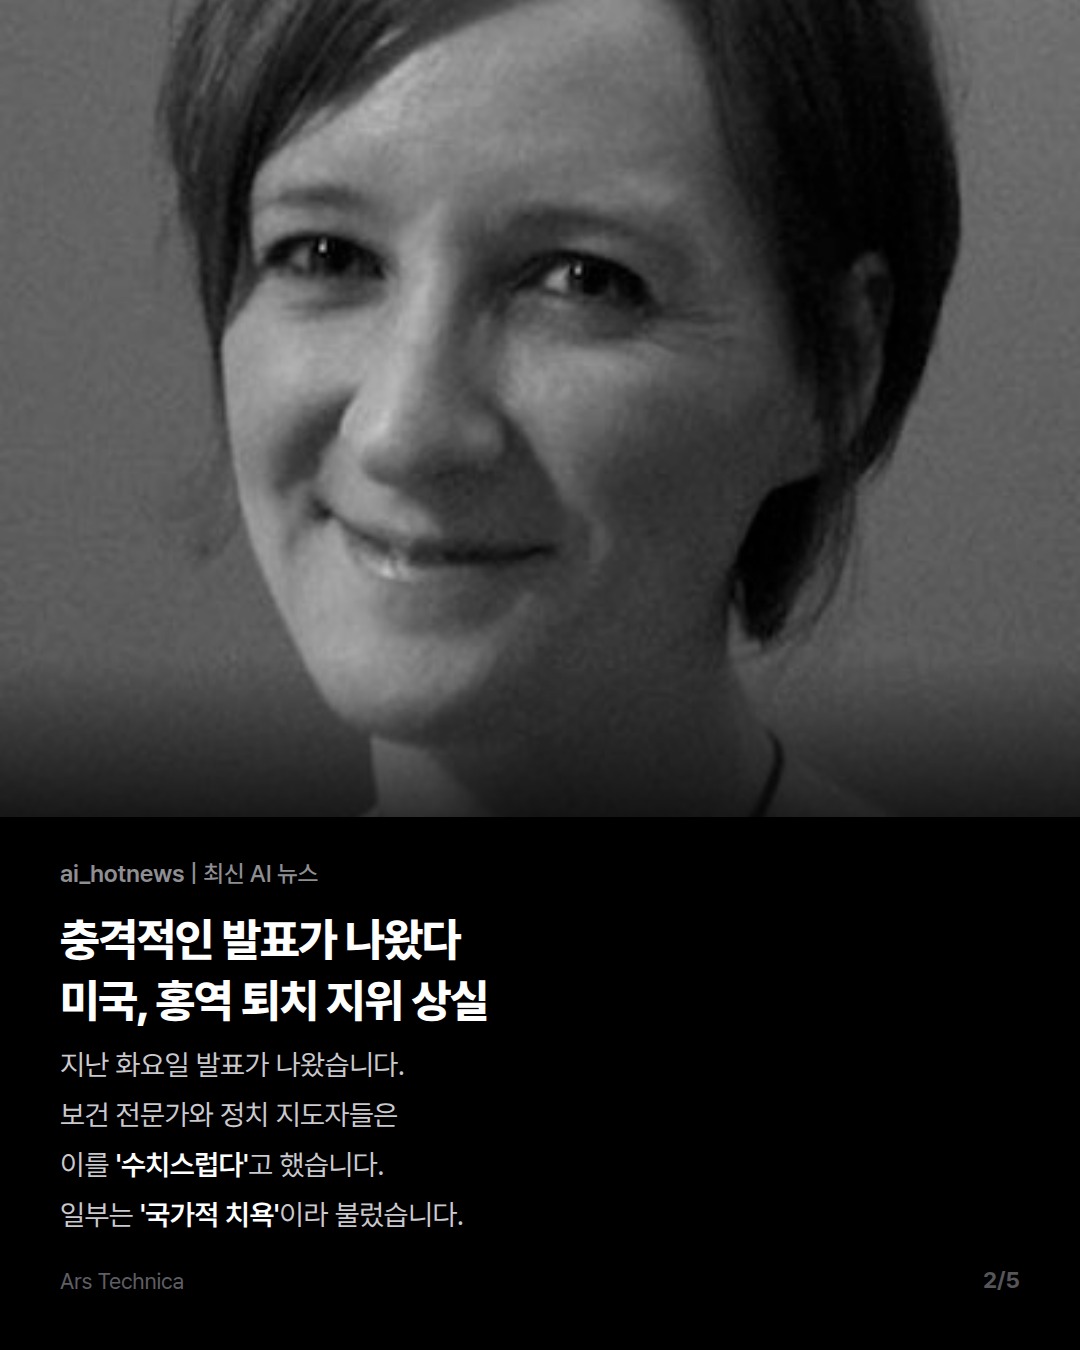 ai_hotnews | 최신 AI 뉴스
충격적인 발표가 나왔다
미국, 홍역 퇴치 지위 상실
지난 화요일 발표가 나왔습니다.
보건 전문가와 정치 지도자들은
이를 '수치스럽다'고 했습니다.
일부는 '국가적 치욕'이라 불렀습니다.
Ars Technica
2/5